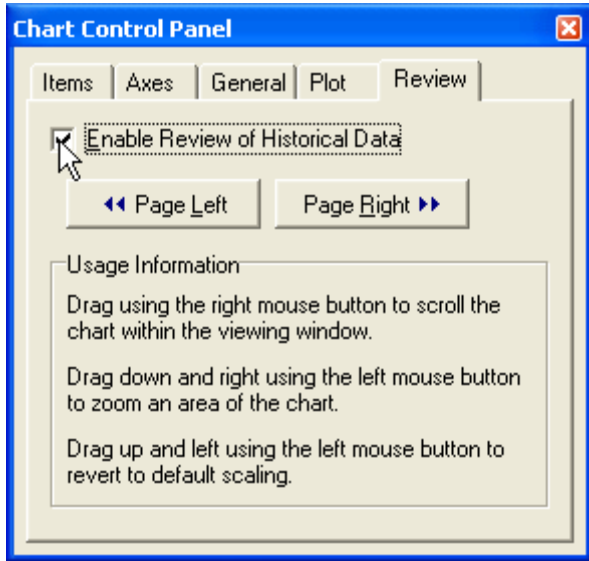 Chart Control Panel
Items Axes General Plot Review
Enable Review of Historical Data
Page Left Page Right
Usage Information
Drag using the right mouse button to scroll the
chart within the viewing window.
Drag down and right using the left mouse button
to zoom an area of the chart.
Drag up and left using the left mouse button to
revert to default scaling.